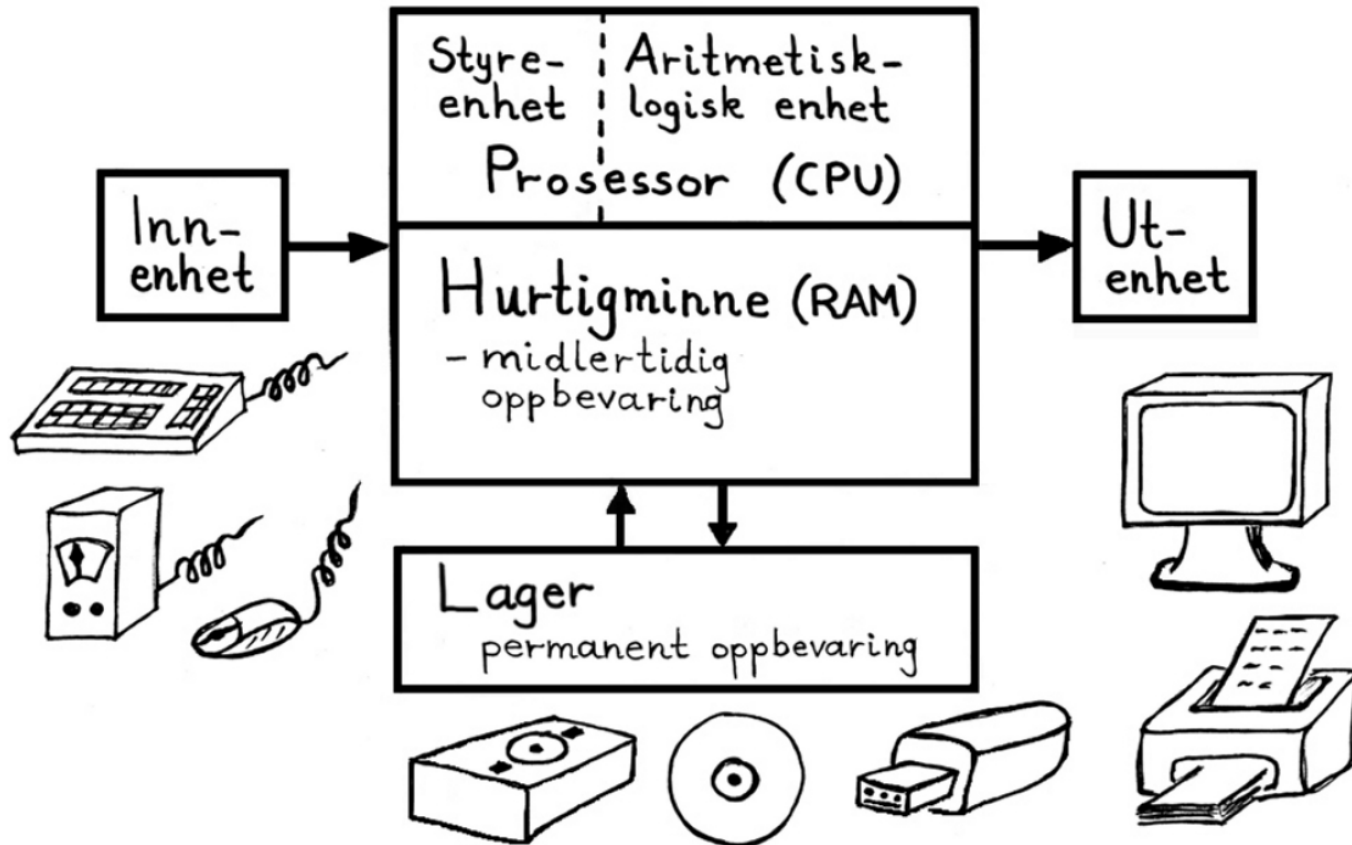 Styre-
enhet
Aritmetisk-
logisk enhet
Prosessor (CPU)
Inn-
enhet
Hurtigminne (RAM)
- midlertidig
oppbevaring
Ut-
enhet
Lager
permanent oppbevaring